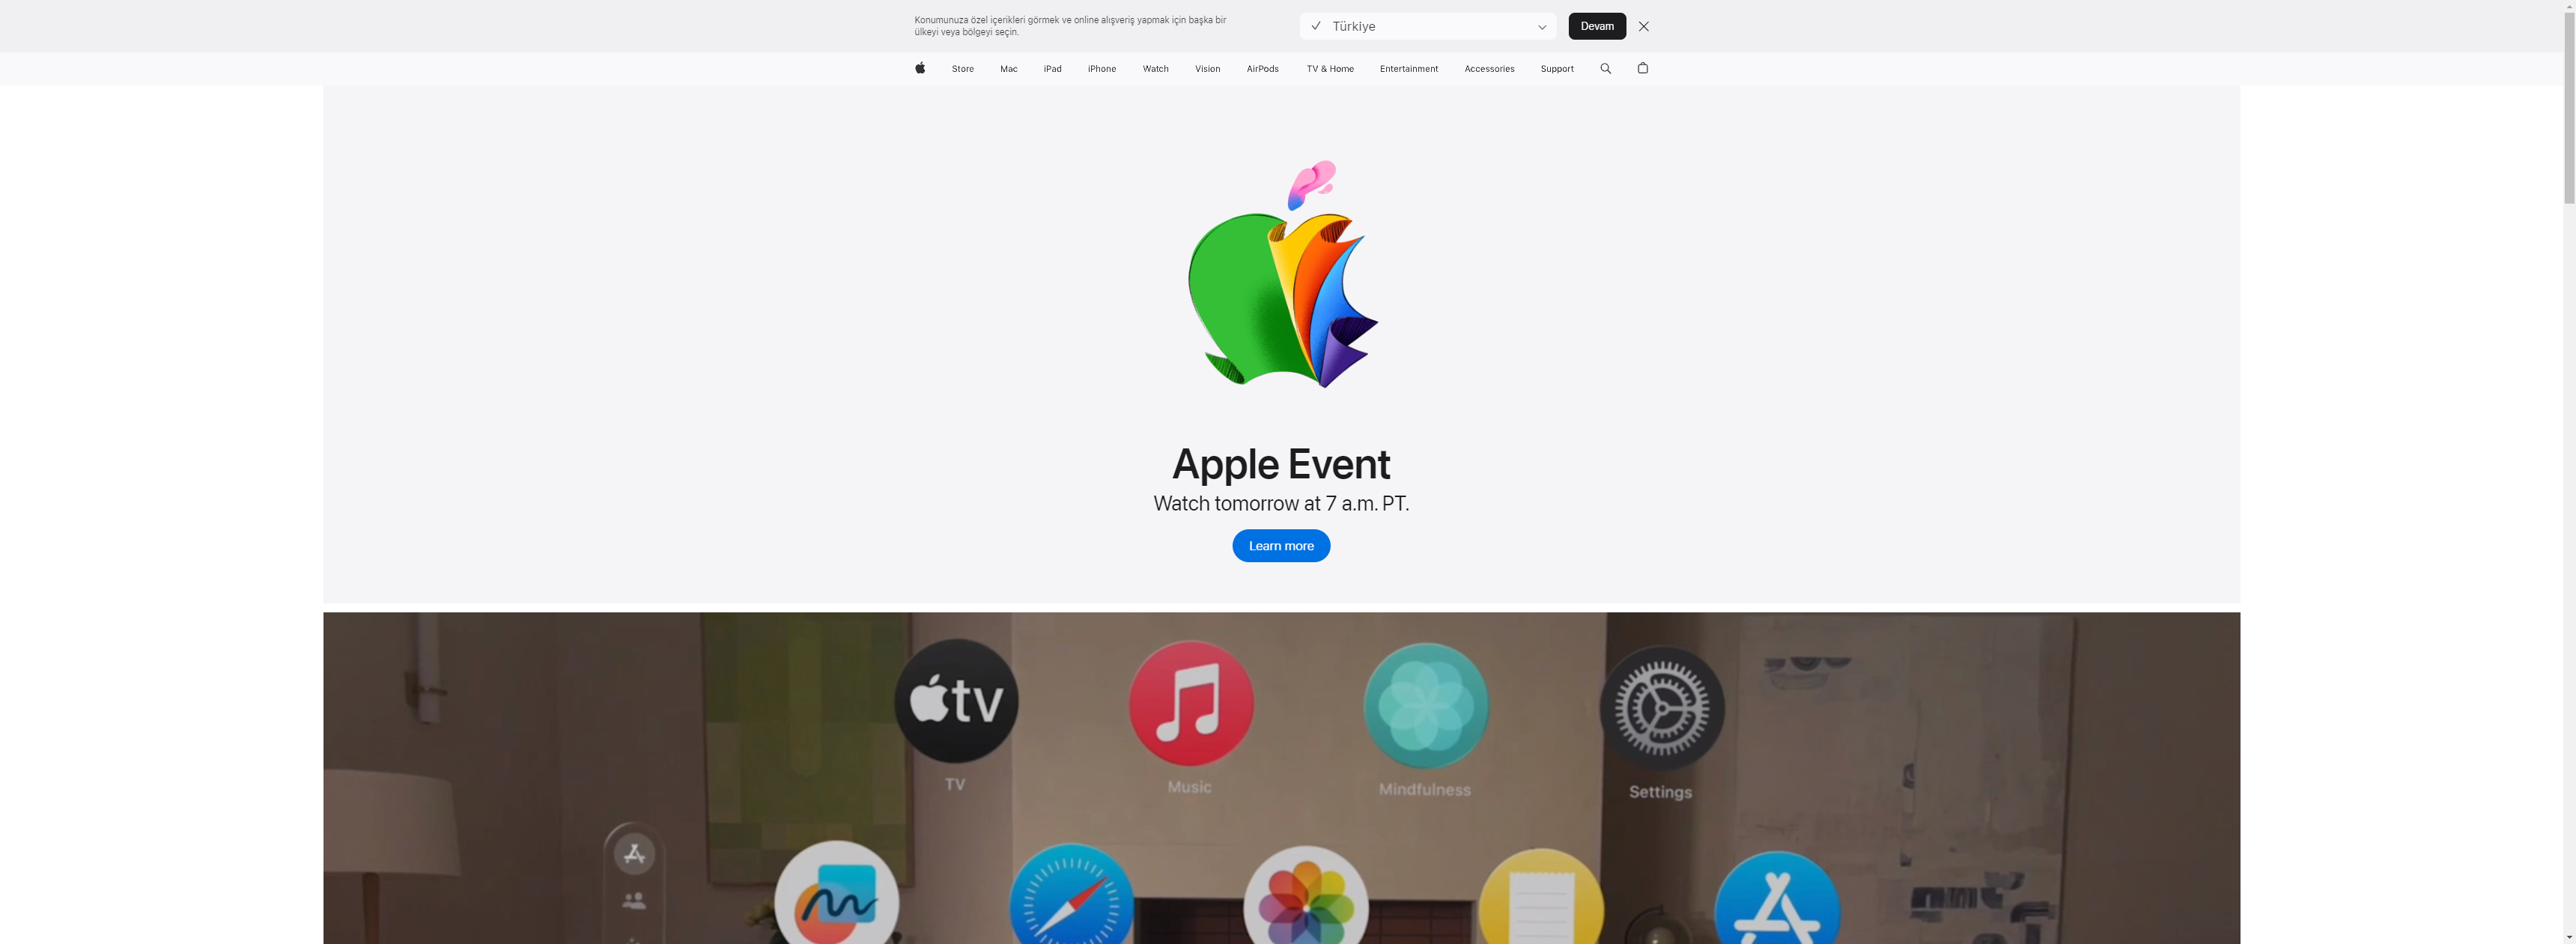 Konumunuza özel içerikleri görmek ve online alışveriş yapmak için başka bir
ülkeyi veya bölgeyi seçin.
Türkiye
Devam
Store Mac iPad iPhone Watch Vision AirPods TV & Home Entertainment Accessories Support
Apple Event
Watch tomorrow at 7 a.m. PT.
Learn more
tv
TV
Music
Mindfulness
Settings